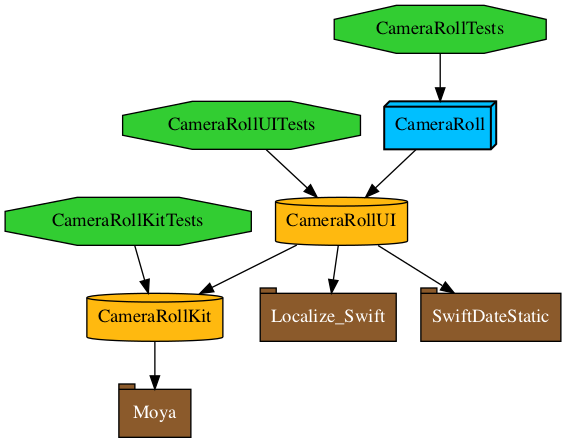 CameraRollTests
CameraRollUITests
CameraRoll
CameraRollKitTests
CameraRollUI
CameraRollKit
Localize_Swift
SwiftDateStatic
Moya